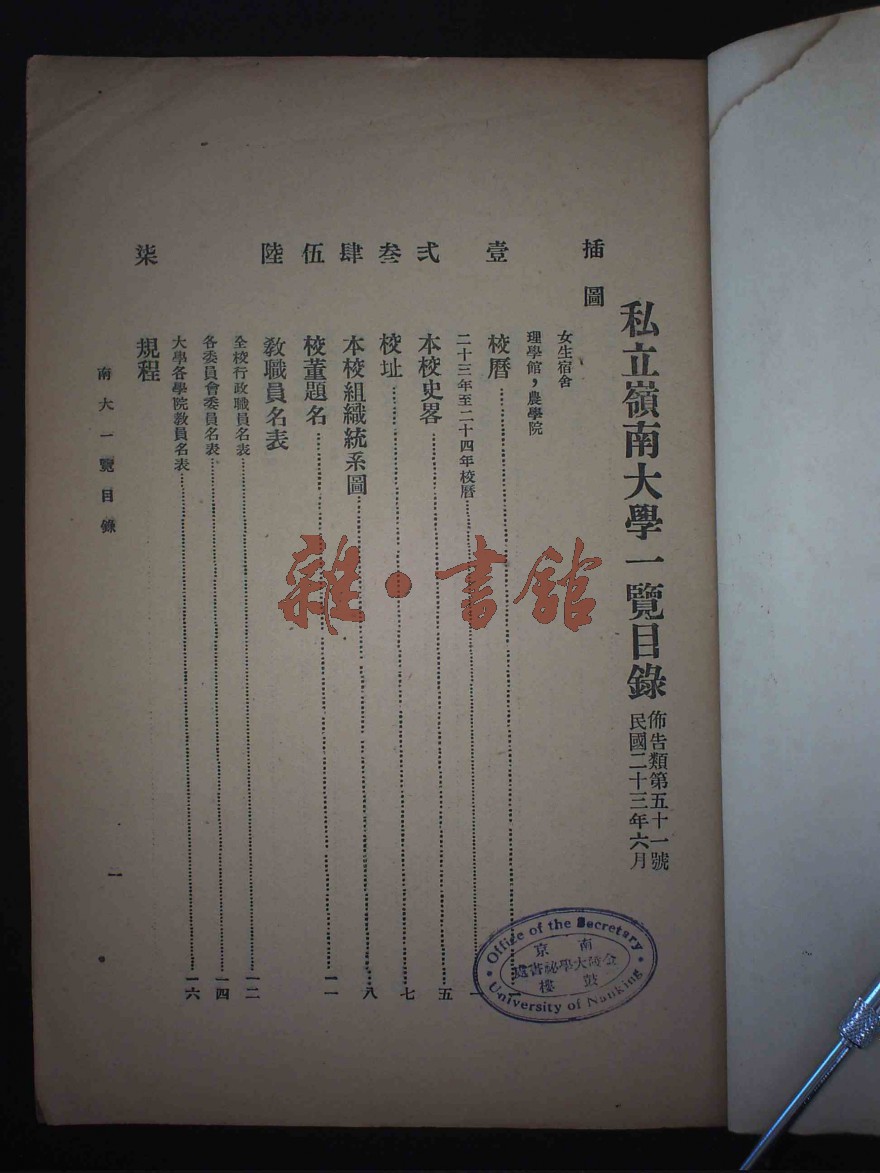 私立嶺南大學一覽目錄
佈告類第五十一號
民國二十三年六月
插圖
女生宿舍
理學館，農學院
壹 校曆……一
二十三年至二十四年校曆……一
弍 本校史畧……五
叁 校址……七
肆 本校組織統系圖……八
伍 校董題名……一一
陸 教職員名表
全校行政職員名表……一二
各委員會委員名表……一四
大學各學院教員名表……一六
柒 規程
南大一覽目錄
一
雜·書館
Office of the Secretary
南京
金陵大學祕書處
鼓樓
University of Nanking